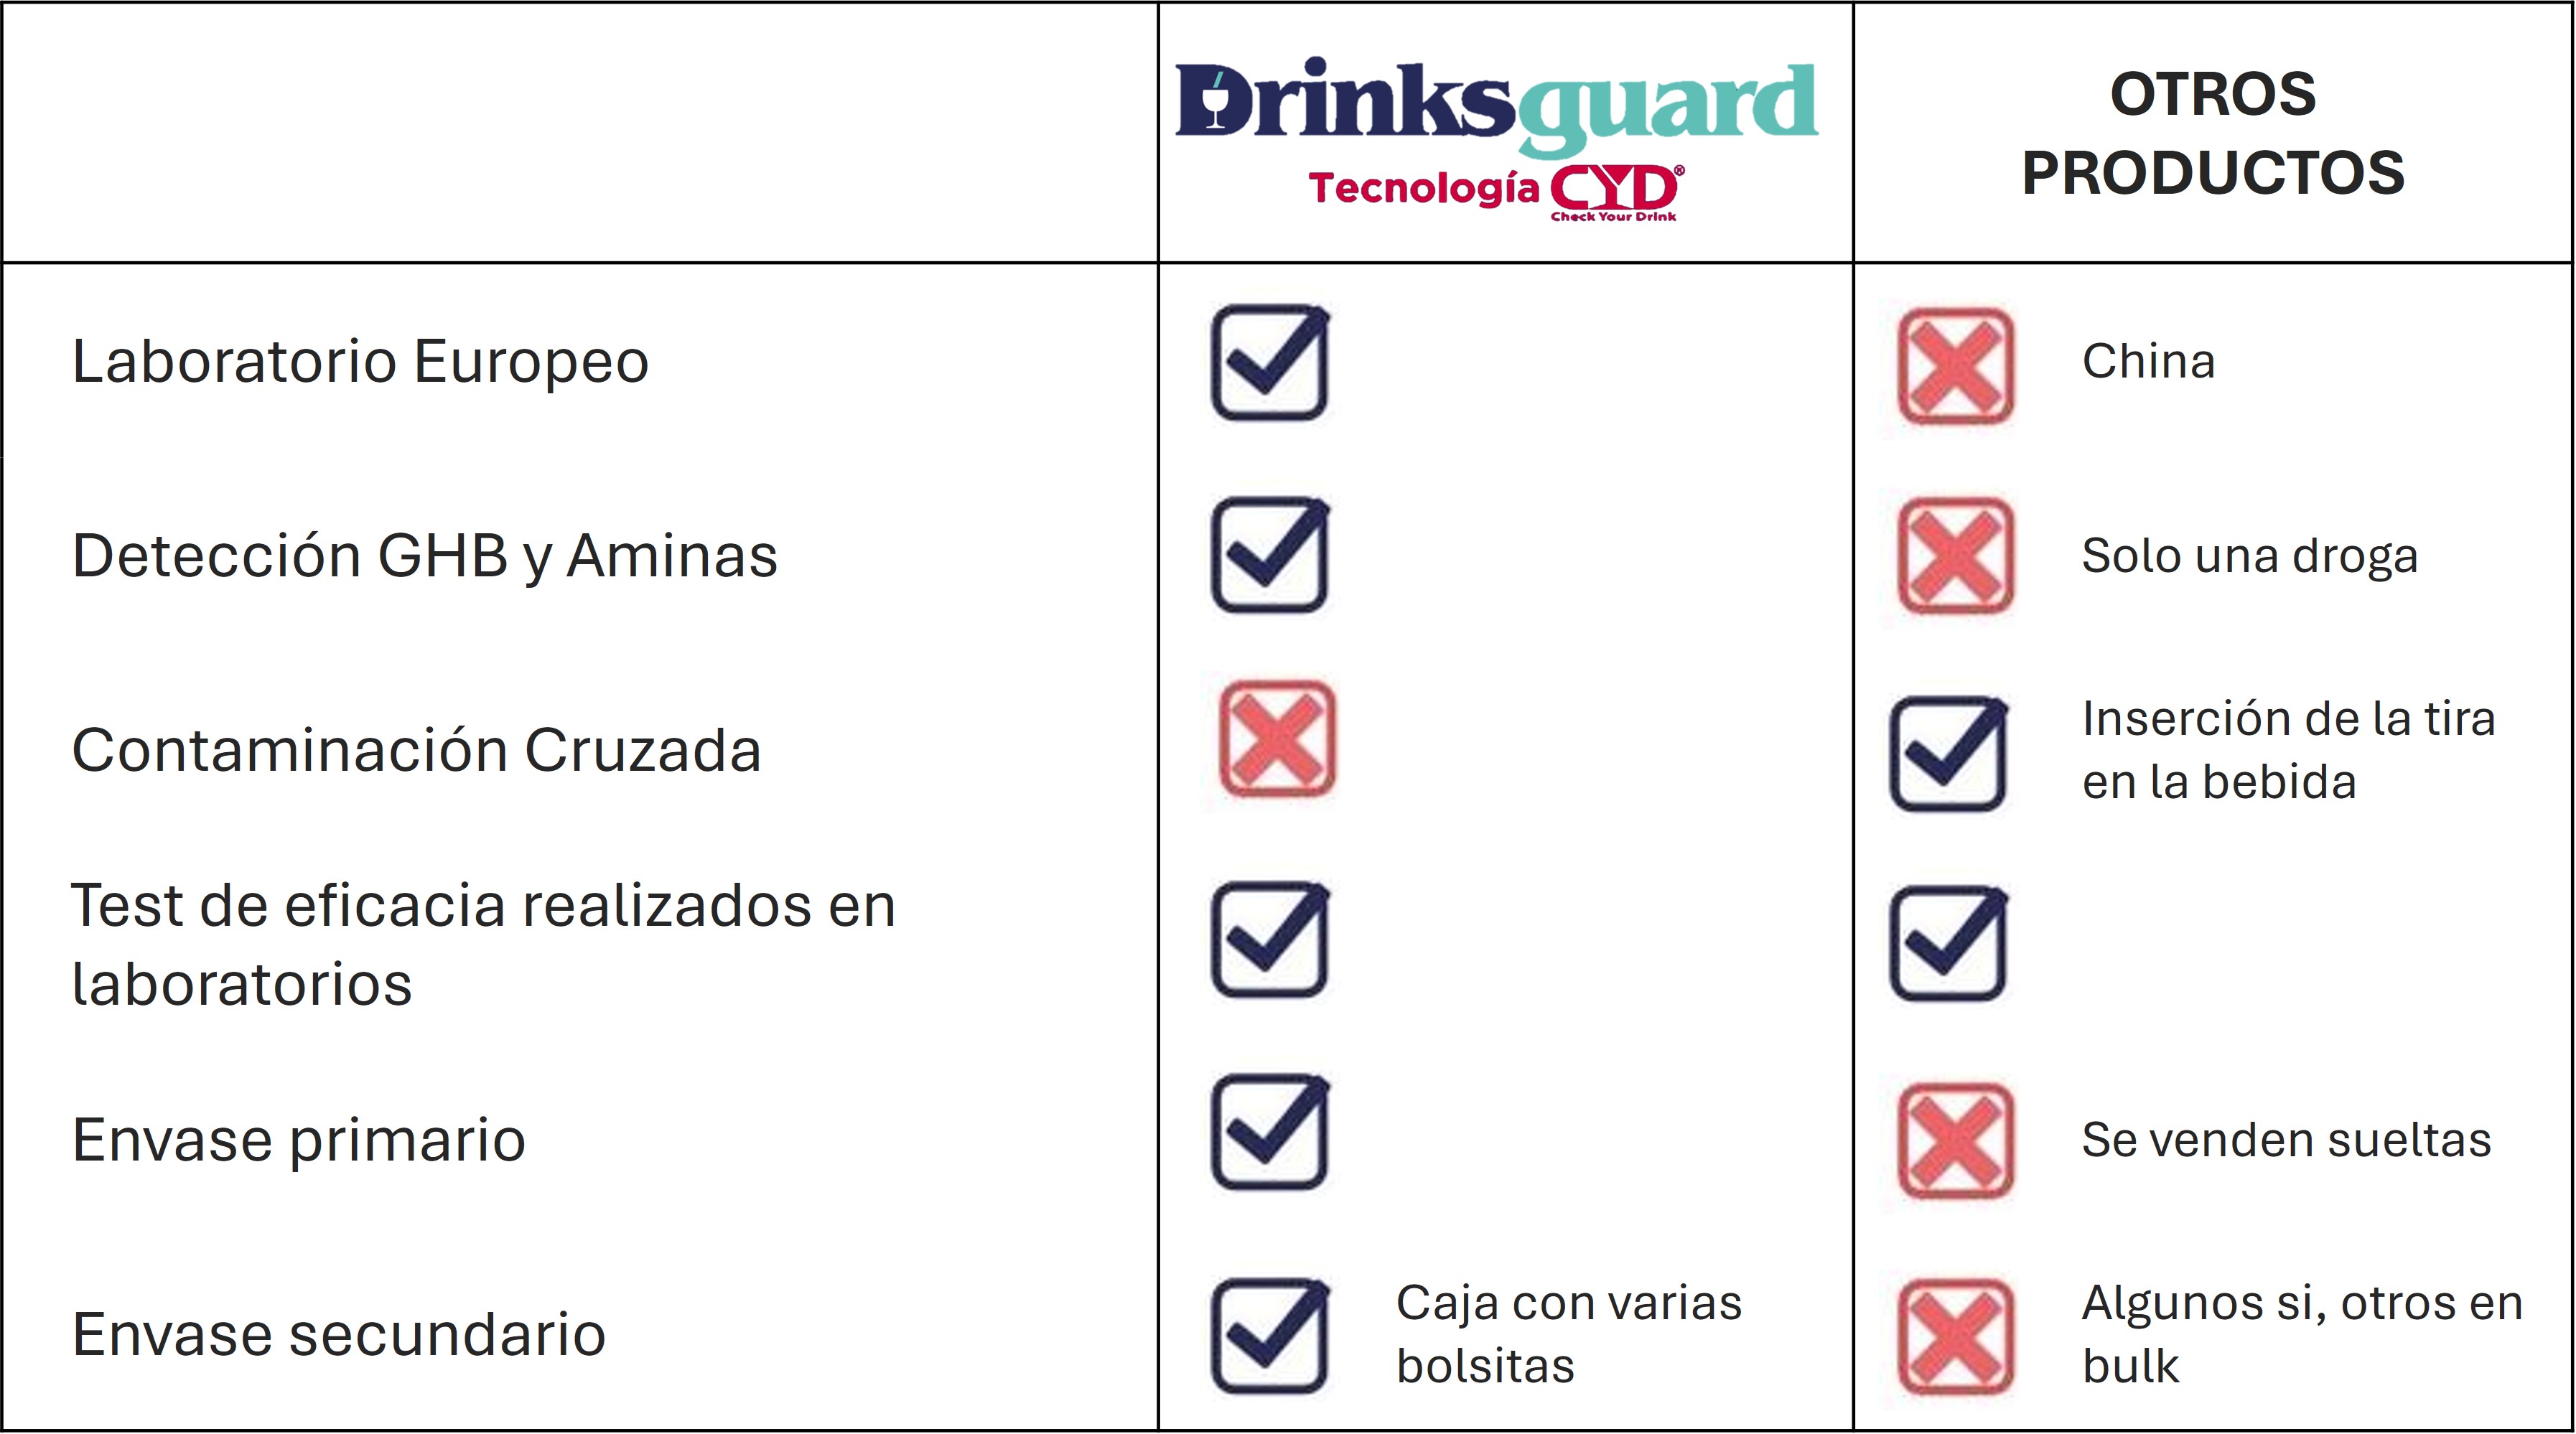 Drinksguard
Tecnología CYD®
Check Your Drink
OTROS
PRODUCTOS
Laboratorio Europeo
China
Detección GHB y Aminas
Solo una droga
Contaminación Cruzada
Inserción de la tira
en la bebida
Test de eficacia realizados en
laboratorios
Envase primario
Se venden sueltas
Envase secundario
Caja con varias
bolsitas
Algunos si, otros en
bulk